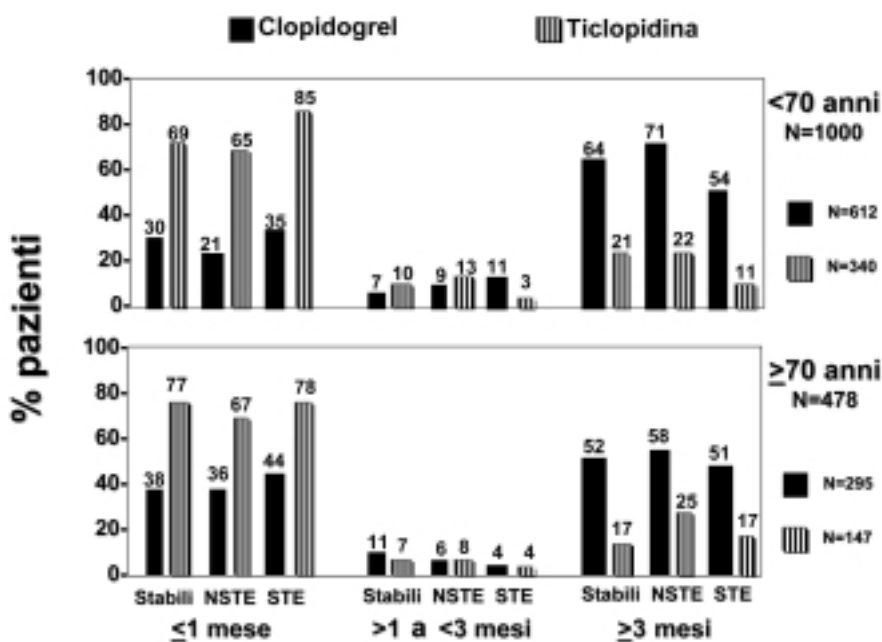 Clopidogrel Ticlopidina
% pazienti
100
80
60
40
20
0
30 69 21 65 35 85
7 10 9 13 11 3
64 21 71 22 54 11
<70 anni
N=1000
N=612
N=340
100
80
60
40
20
0
38 77 36 67 44 78
11 7 6 8 4 4
52 17 58 25 51 17
≥70 anni
N=478
N=295
N=147
Stabili NSTE STE Stabili NSTE STE Stabili NSTE STE
≤1 mese >1 a <3 mesi ≥3 mesi